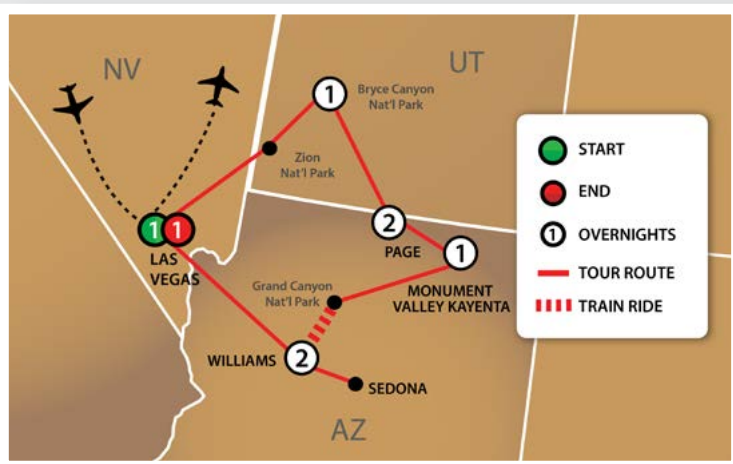 NV
UT
1
Bryce Canyon
Nat'l Park
Zion
Nat'l Park
1
1
LAS
VEGAS
2
PAGE
1
MONUMENT
VALLEY KAYENTA
Grand Canyon
Nat'l Park
WILLIAMS
2
SEDONA
AZ
START
END
1
OVERNIGHTS
TOUR ROUTE
TRAIN RIDE